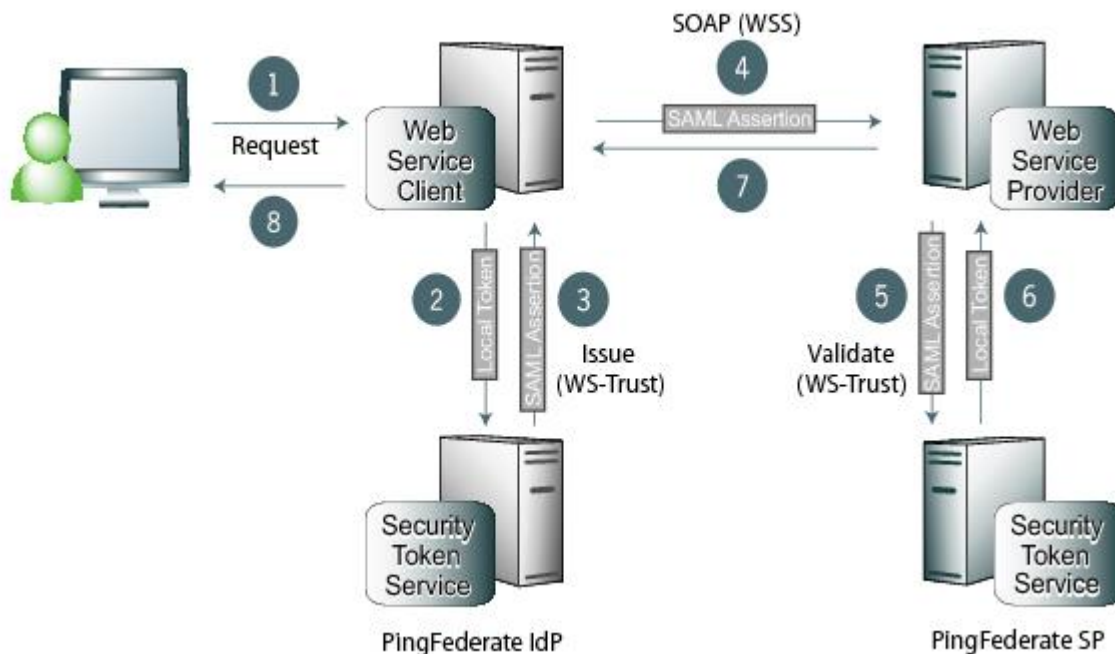 SOAP (WSS)
1
4
Request
SAML Assertion
Web
Service
Client
Web
Service
Provider
8
7
2
Local Token
SAML Assertion
3
Issue
(WS-Trust)
5
Validate
(WS-Trust)
SAML Assertion
Local Token
6
Security
Token
Service
Security
Token
Service
PingFederate IdP
PingFederate SP